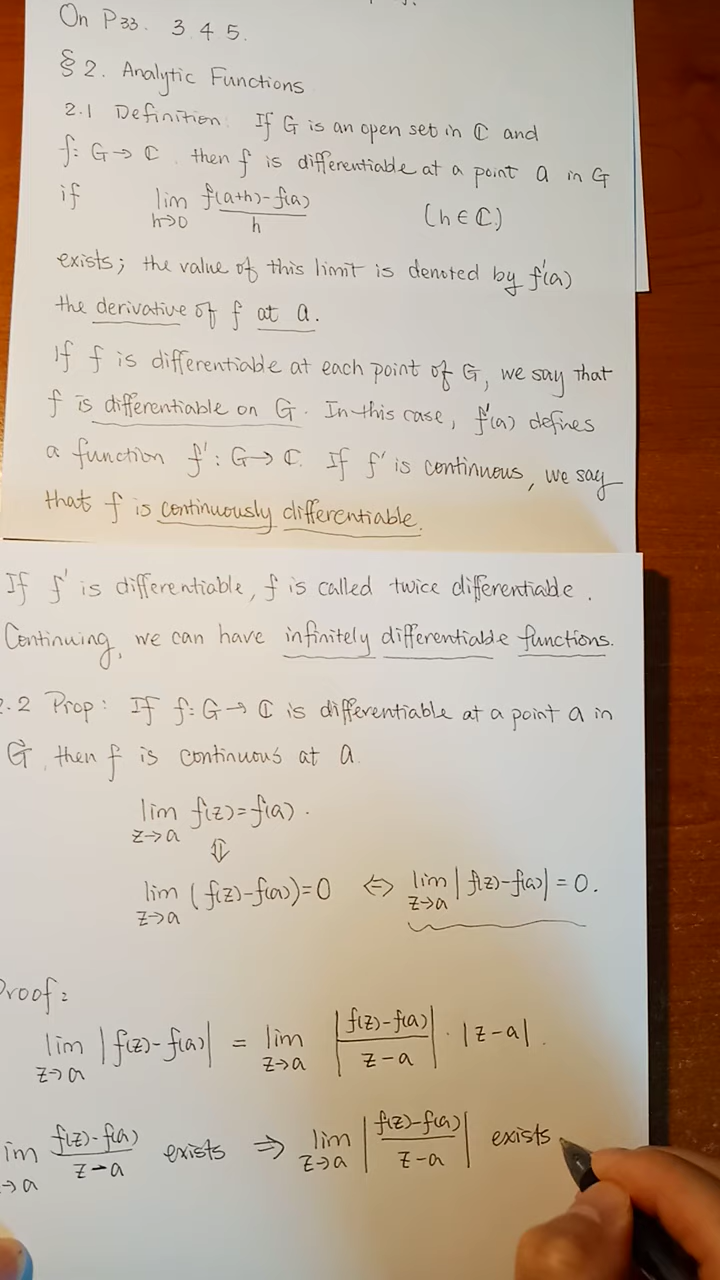 On P33. 3 4 5.
§2. Analytic Functions
2.1 Definition: If G is an open set in ℂ and
f: G → ℂ, then f is differentiable at a point a in G
if lim h→0 f(a+h)-f(a) / h (h ∈ ℂ)
exists; the value of this limit is denoted by f'(a)
the derivative of f at a.
If f is differentiable at each point of G, we say that
f is differentiable on G. In this case, f'(a) defines
a function f': G → ℂ. If f' is continuous, we say
that f is continuously differentiable.
If f' is differentiable, f is called twice differentiable.
Continuing, we can have infinitely differentiable functions.
.2 Prop: If f: G → ℂ is differentiable at a point a in
G, then f is continuous at a.
lim z→a f(z) = f(a).
⇕
lim z→a (f(z)-f(a)) = 0 ⇔ lim z→a |f(z)-f(a)| = 0.
Proof:
lim z→a |f(z)-f(a)| = lim z→a |f(z)-f(a) / z-a| · |z-a|.
im →a f(z)-f(a) / z-a exists ⇒ lim z→a |f(z)-f(a) / z-a| exists